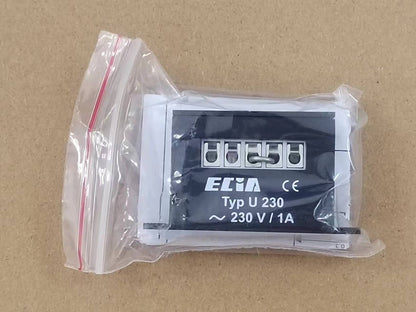 ELIA CE
Typ U 230
~ 230 V / 1A